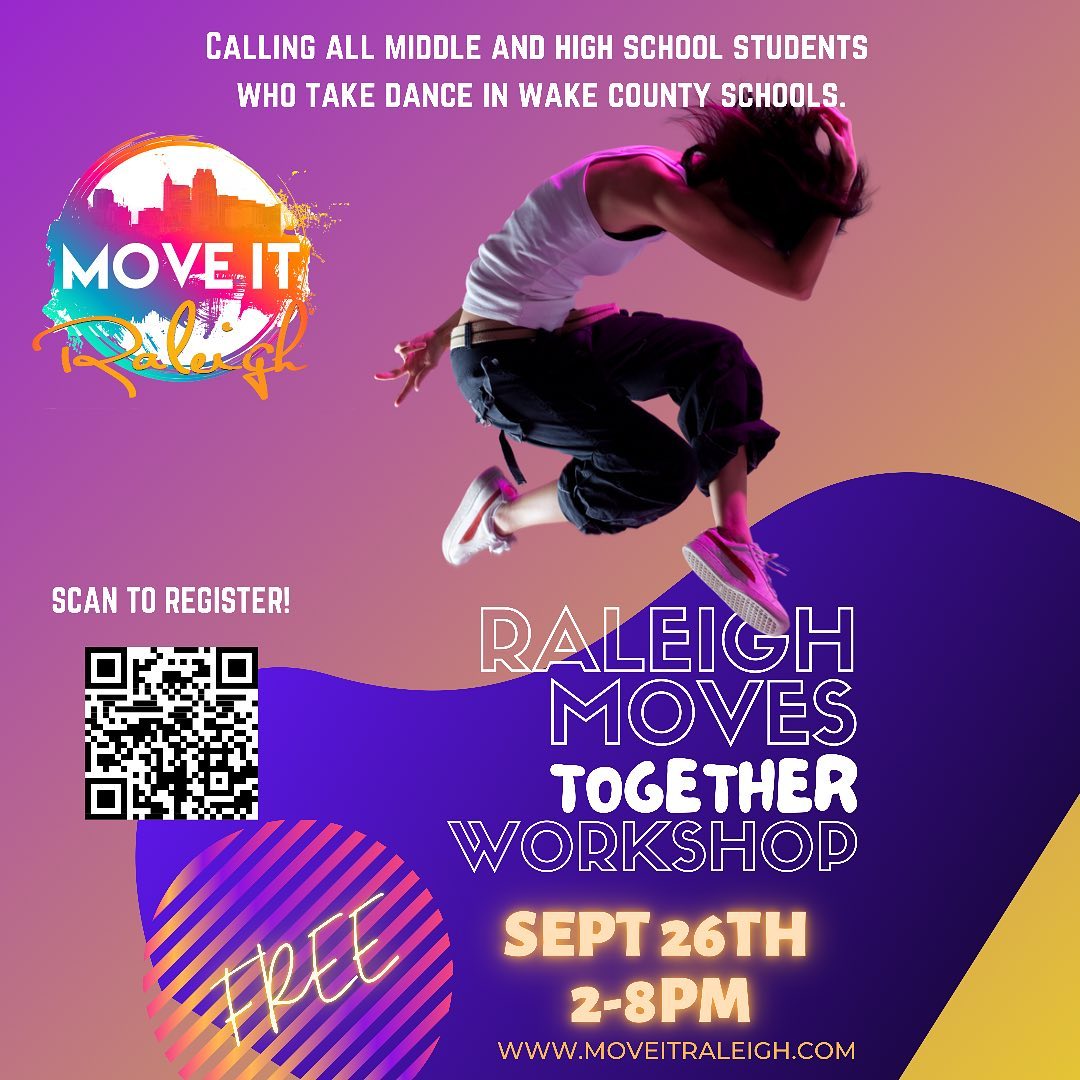 CALLING ALL MIDDLE AND HIGH SCHOOL STUDENTS
WHO TAKE DANCE IN WAKE COUNTY SCHOOLS.
MOVE IT
Raleigh
SCAN TO REGISTER!
RALEIGH
MOVES
TOGETHER
WORKSHOP
FREE
SEPT 26TH
2-8PM
WWW.MOVEITRALEIGH.COM